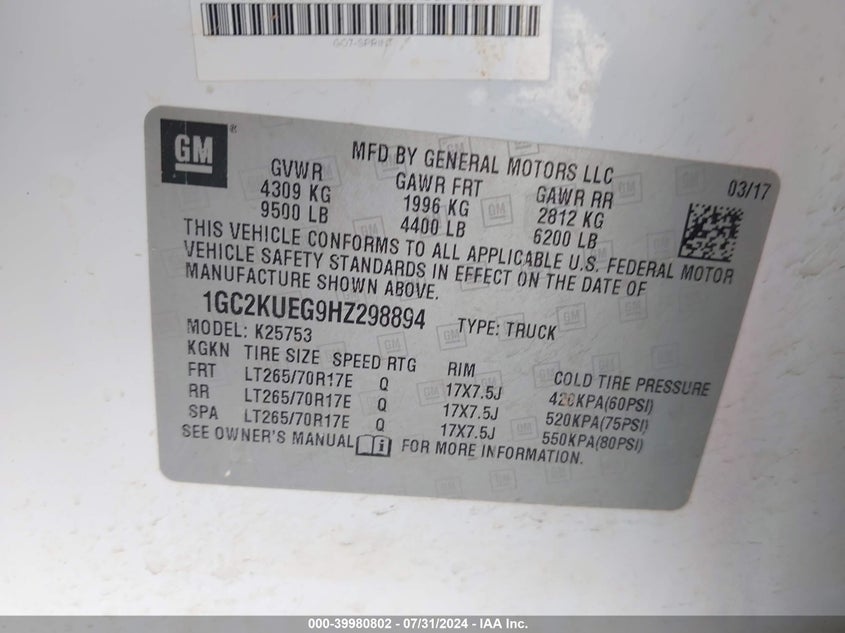 GM ®
MFD BY GENERAL MOTORS LLC
03/17
GVWR GAWR FRT GAWR RR
4309 KG 1996 KG 2812 KG
9500 LB 4400 LB 6200 LB
THIS VEHICLE CONFORMS TO ALL APPLICABLE U.S. FEDERAL MOTOR
VEHICLE SAFETY STANDARDS IN EFFECT ON THE DATE OF
MANUFACTURE SHOWN ABOVE.
1GC2KUEG9HZ298894 TYPE: TRUCK
MODEL: K25753
KGKN TIRE SIZE SPEED RTG RIM COLD TIRE PRESSURE
FRT LT265/70R17E Q 17X7.5J 420KPA(60PSI)
RR LT265/70R17E Q 17X7.5J 520KPA(75PSI)
SPA LT265/70R17E Q 17X7.5J 550KPA(80PSI)
SEE OWNER'S MANUAL FOR MORE INFORMATION.
000-39980802 - 07/31/2024 - IAA Inc.